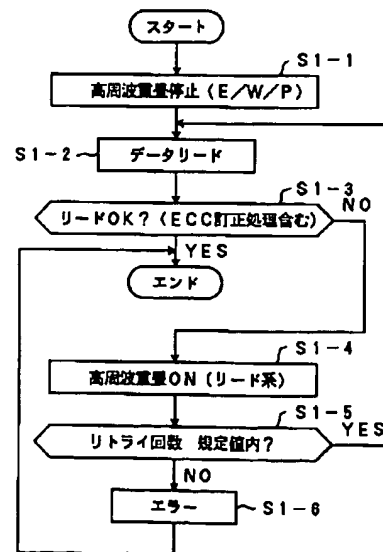 スタート
S1-1
高周波重畳停止(E/W/P)
S1-2
データリード
S1-3
リードOK?(ECC訂正処理含む)
NO
YES
エンド
S1-4
高周波重畳ON(リード系)
S1-5
リトライ回数 規定値内?
YES
NO
エラー
S1-6